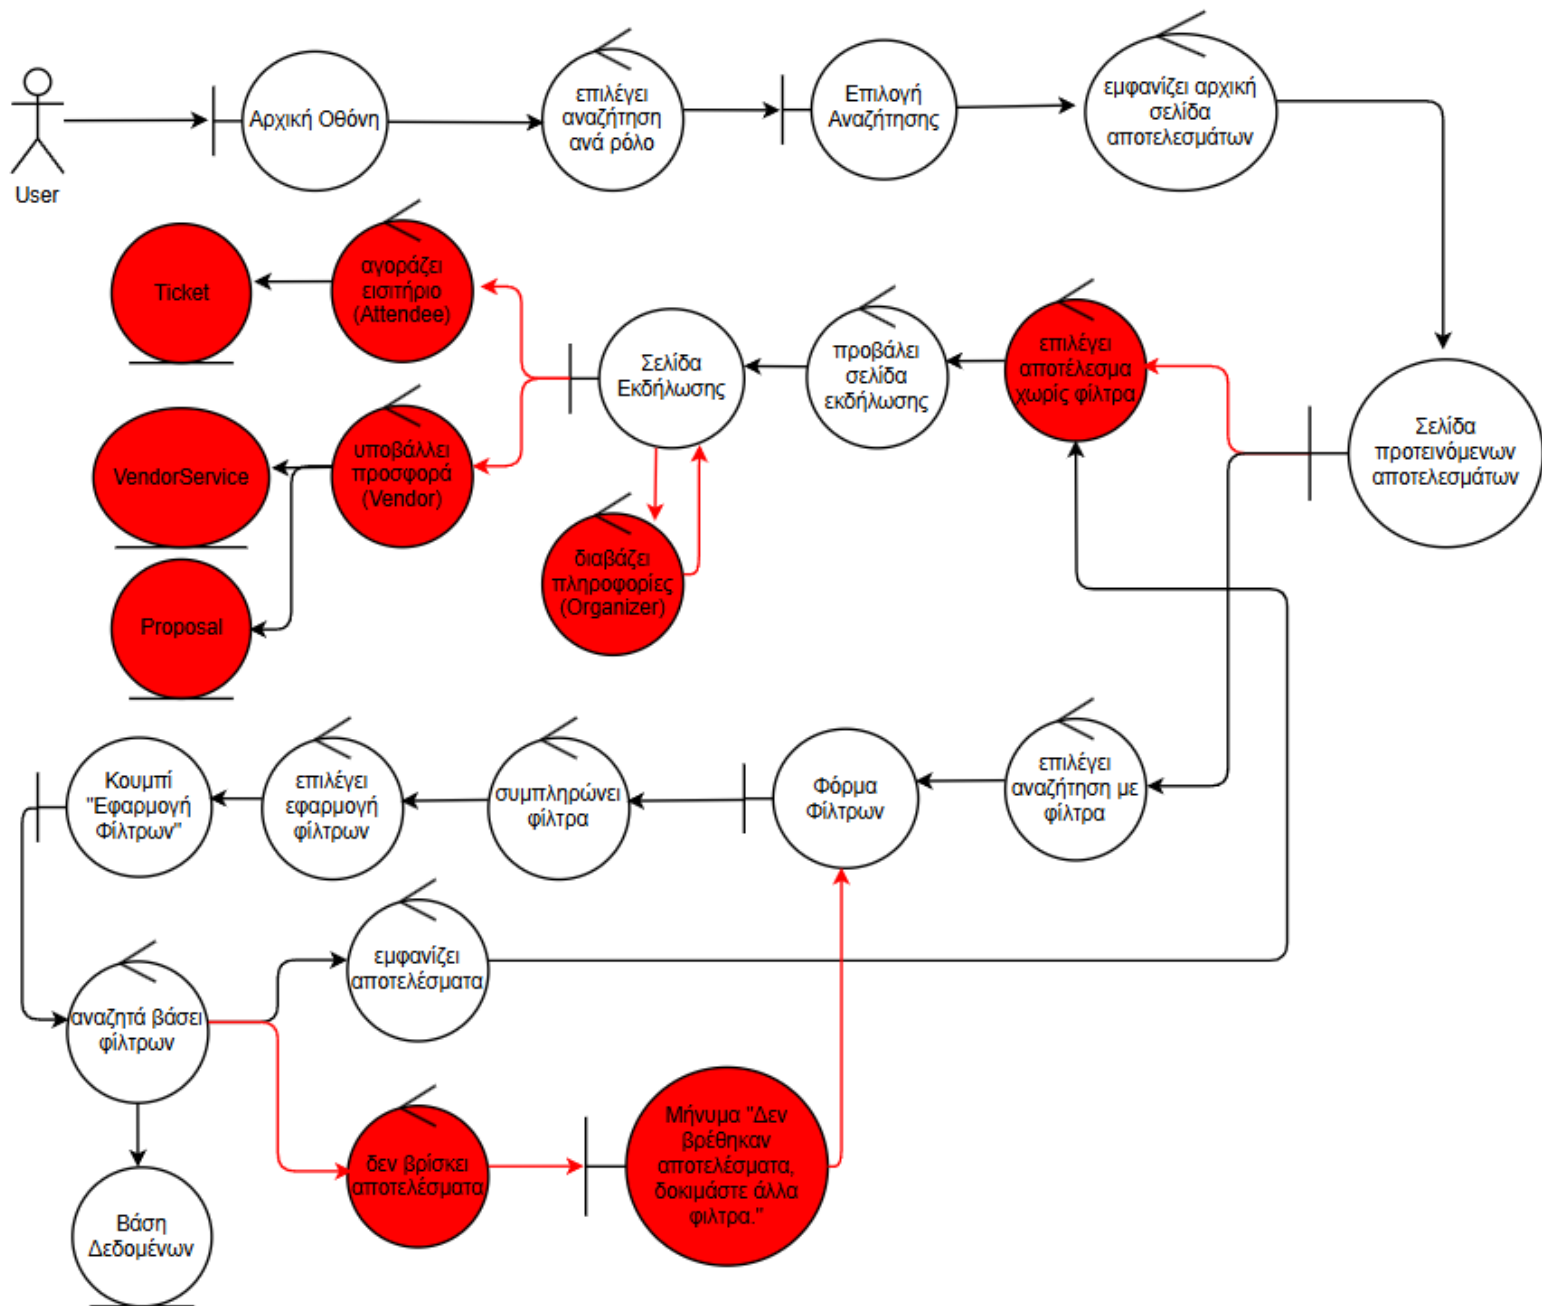 User
Αρχική Οθόνη
επιλέγει
αναζήτηση
ανά ρόλο
Επιλογή
Αναζήτησης
εμφανίζει αρχική
σελίδα
αποτελεσμάτων
Ticket
αγοράζει
εισιτήριο
(Attendee)
Σελίδα
Εκδήλωσης
προβάλει
σελίδα
εκδήλωσης
επιλέγει
αποτέλεσμα
χωρίς φίλτρα
Σελίδα
προτεινόμενων
αποτελεσμάτων
VendorService
υποβάλλει
προσφορά
(Vendor)
διαβάζει
πληροφορίες
(Organizer)
Proposal
Κουμπί
"Εφαρμογή
Φίλτρων"
επιλέγει
εφαρμογή
φίλτρων
συμπληρώνει
φίλτρα
Φόρμα
Φίλτρων
επιλέγει
αναζήτηση με
φίλτρα
εμφανίζει
αποτελέσματα
αναζητά βάσει
φίλτρων
δεν βρίσκει
αποτελέσματα
Μήνυμα "Δεν
βρέθηκαν
αποτελέσματα,
δοκιμάστε άλλα
φιλτρα."
Βάση
Δεδομένων